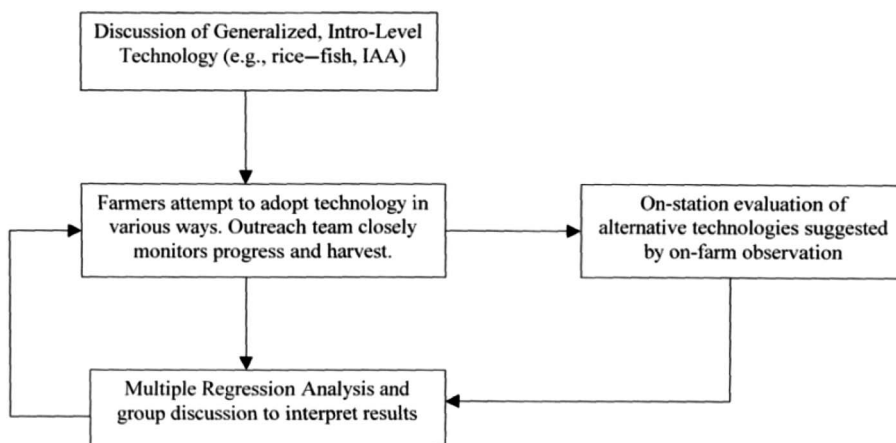 Discussion of Generalized, Intro-Level
Technology (e.g., rice–fish, IAA)
Farmers attempt to adopt technology in
various ways. Outreach team closely
monitors progress and harvest.
On-station evaluation of
alternative technologies suggested
by on-farm observation
Multiple Regression Analysis and
group discussion to interpret results